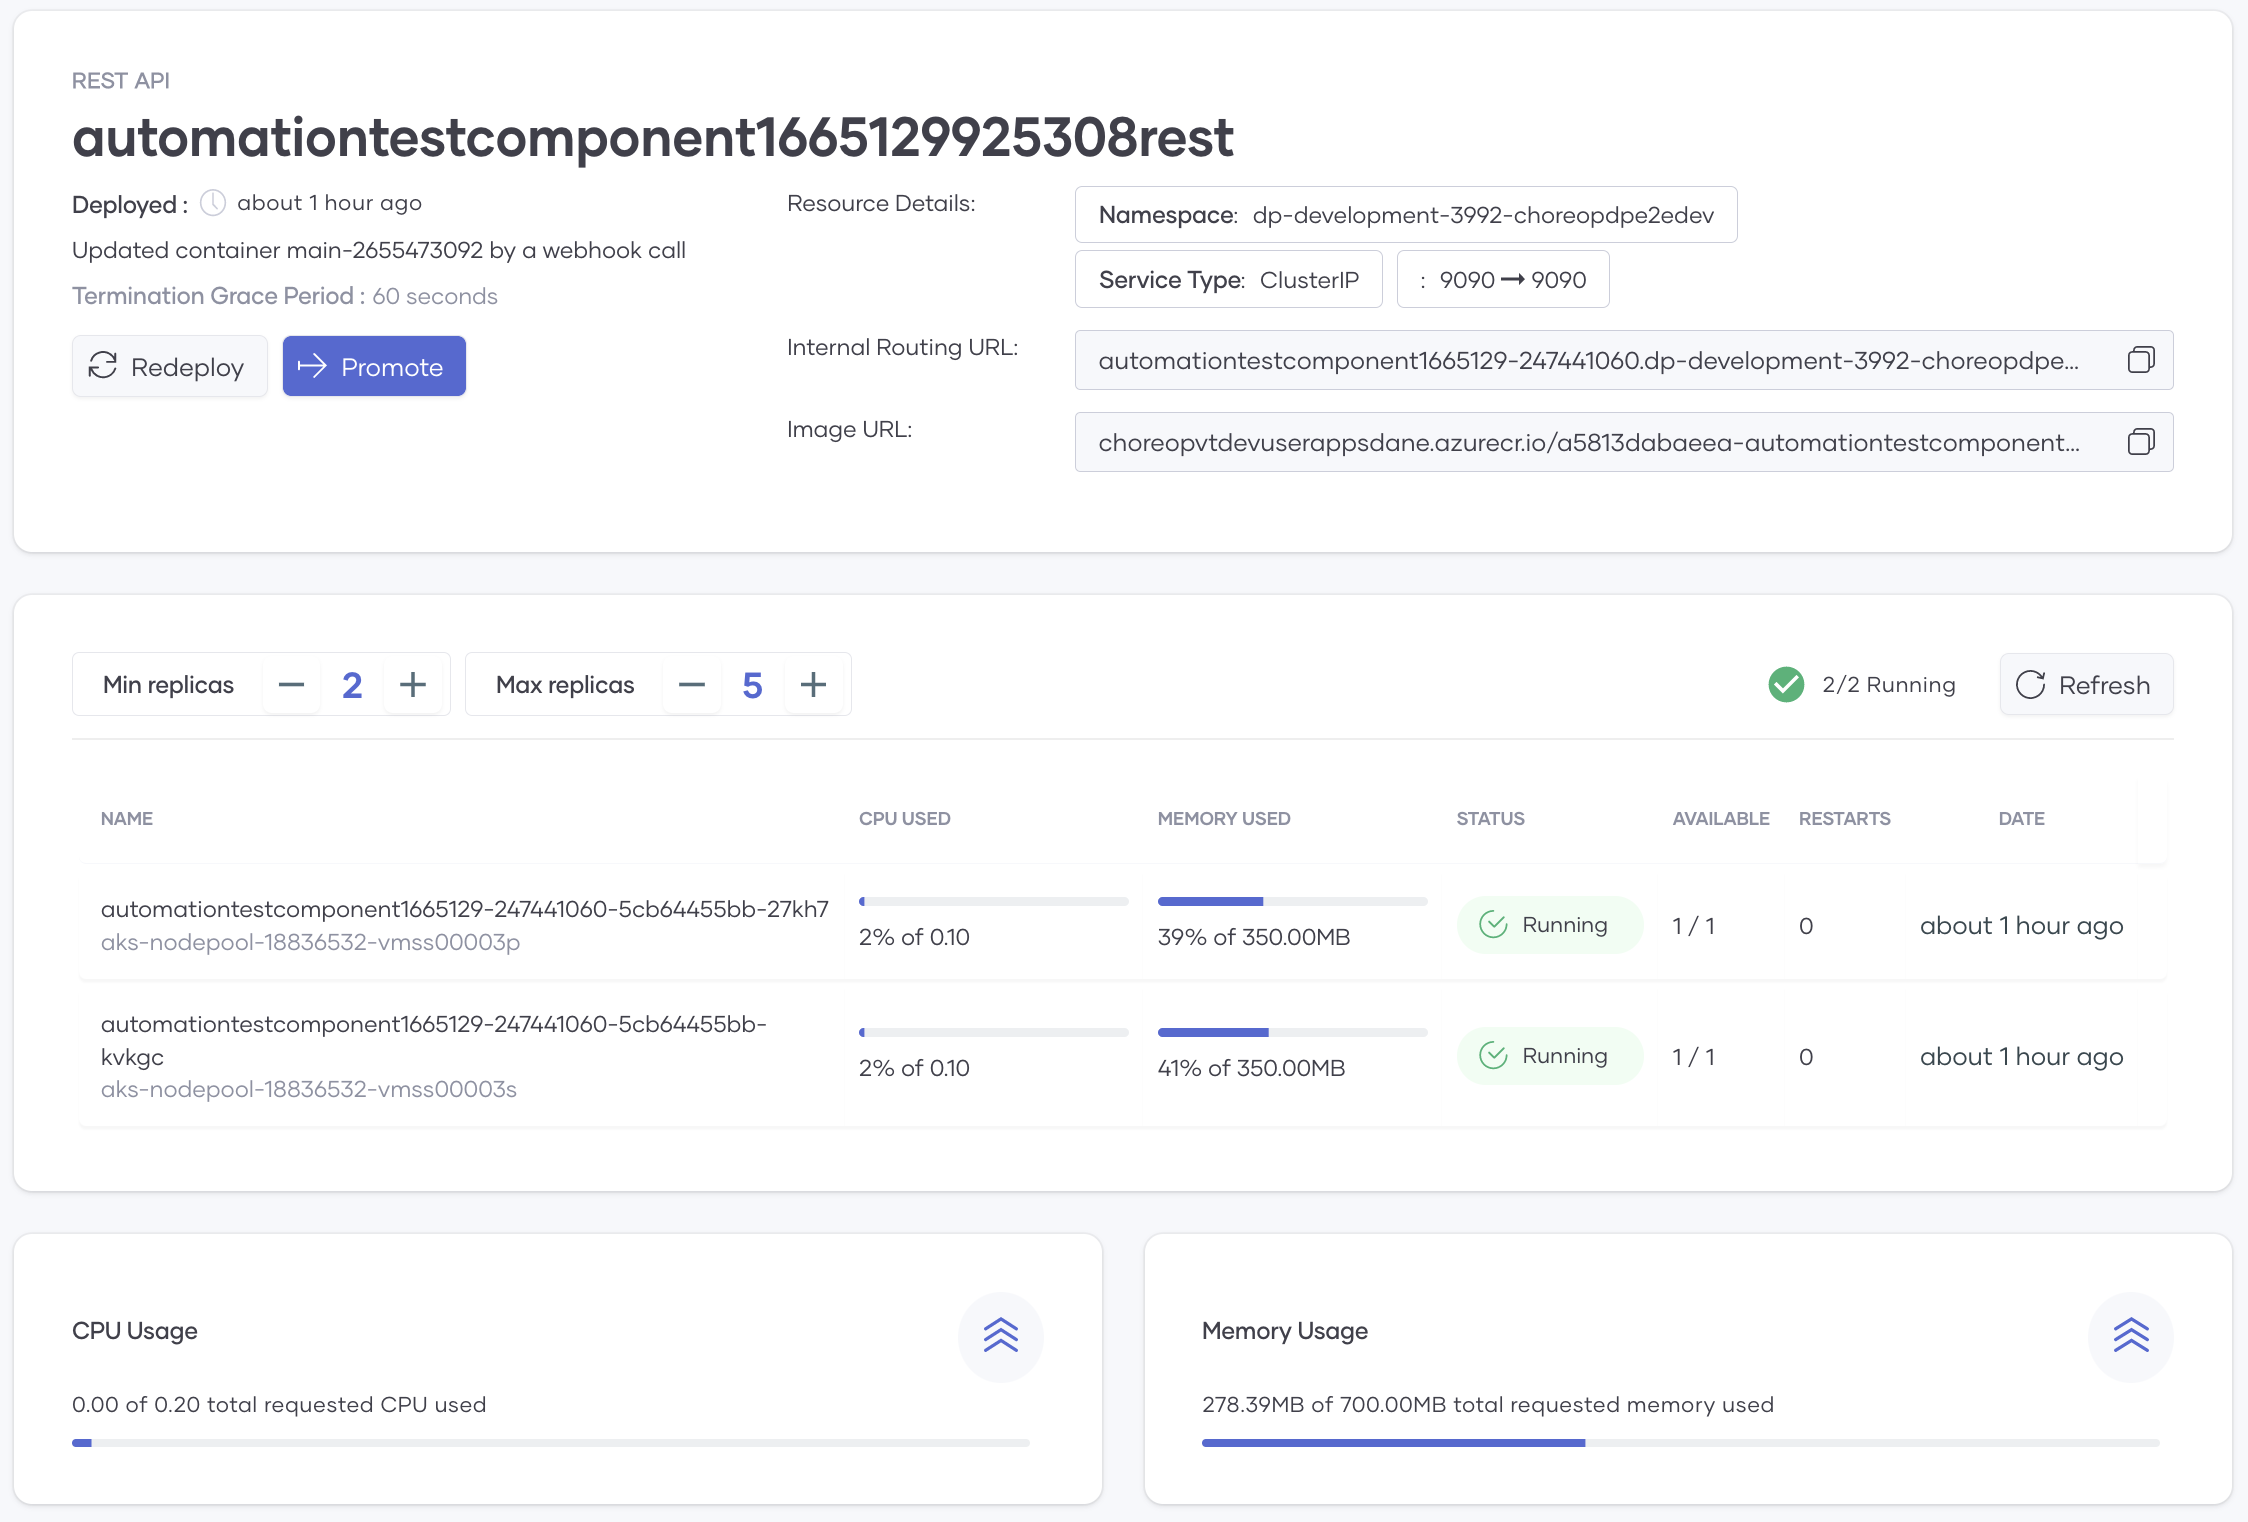 REST API
automationtestcomponent1665129925308rest
Deployed : about 1 hour ago
Updated container main-2655473092 by a webhook call
Termination Grace Period : 60 seconds
Redeploy Promote
Resource Details: Namespace: dp-development-3992-choreopdpe2edev
Service Type: ClusterIP : 9090 → 9090
Internal Routing URL: automationtestcomponent1665129-247441060.dp-development-3992-choreopdpe...
Image URL: choreopvtdevuserappsdane.azurecr.io/a5813dabaeea-automationtestcomponent...
Min replicas — 2 + Max replicas — 5 + 2/2 Running Refresh
NAME CPU USED MEMORY USED STATUS AVAILABLE RESTARTS DATE
automationtestcomponent1665129-247441060-5cb64455bb-27kh7
aks-nodepool-18836532-vmss00003p
2% of 0.10 39% of 350.00MB Running 1 / 1 0 about 1 hour ago
automationtestcomponent1665129-247441060-5cb64455bb-
kvkgc
aks-nodepool-18836532-vmss00003s
2% of 0.10 41% of 350.00MB Running 1 / 1 0 about 1 hour ago
CPU Usage
0.00 of 0.20 total requested CPU used
Memory Usage
278.39MB of 700.00MB total requested memory used